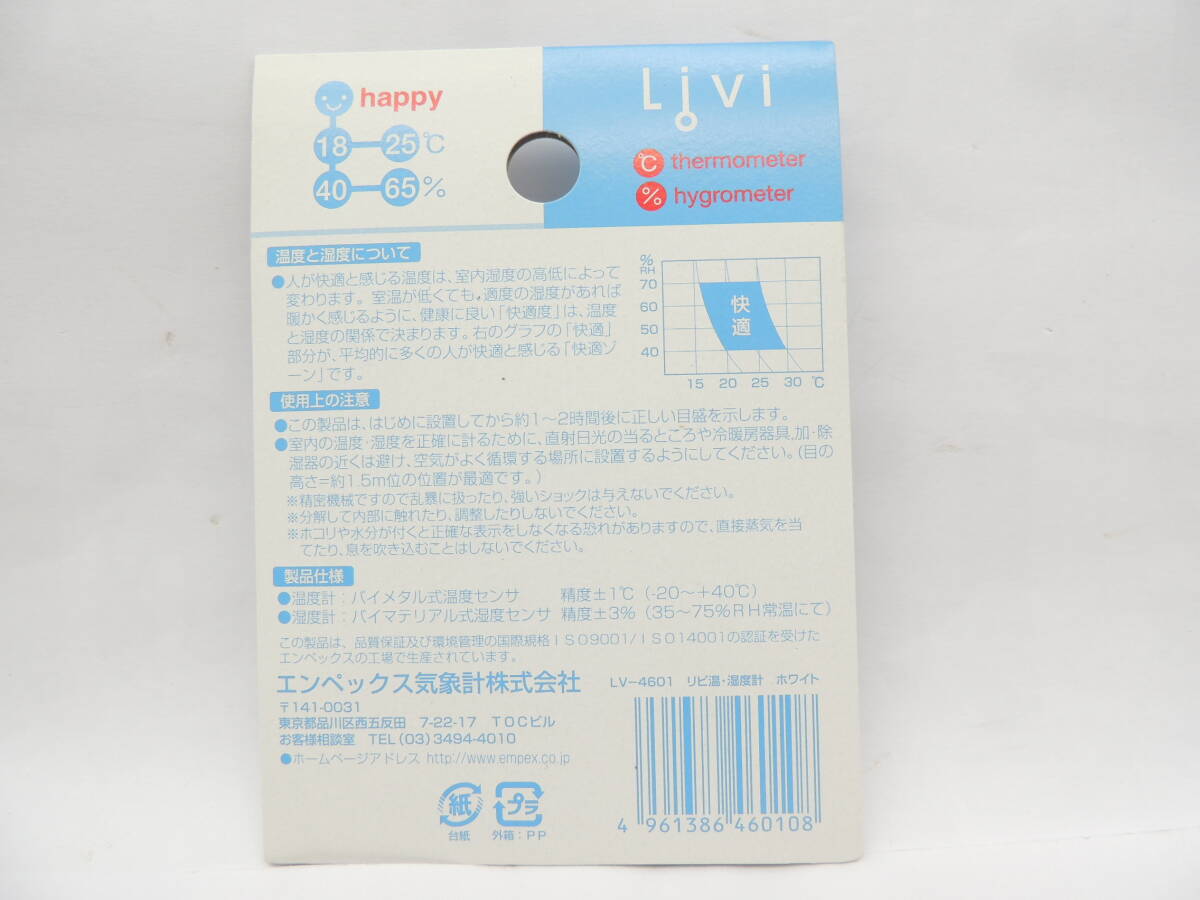 happy
18 25℃
40 65%
Livi
℃ thermometer
% hygrometer
温度と湿度について
●人が快適と感じる温度は、室内湿度の高低によって
変わります。室温が低くても、適度の湿度があれば
暖かく感じるように、健康に良い「快適度」は、温度
と湿度の関係で決まります。右のグラフの「快適」
部分が、平均的に多くの人が快適と感じる「快適ゾ
ーン」です。
%
RH
70
60
50
40
快
適
15 20 25 30 ℃
使用上の注意
●この製品は、はじめに設置してから約1〜2時間後に正しい目盛を示します。
●室内の温度・湿度を正確に計るために、直射日光の当るところや冷暖房器具,加・除
湿器の近くは避け、空気がよく循環する場所に設置するようにしてください。(目の
高さ=約1.5m位の位置が最適です。)
※精密機械ですので乱暴に扱ったり、強いショックは与えないでください。
※分解して内部に触れたり、調整したりしないでください。
※ホコリや水分が付くと正確な表示をしなくなる恐れがありますので、直接蒸気を当
てたり、息を吹き込むことはしないでください。
製品仕様
●温度計：バイメタル式温度センサ 精度±1℃ (-20〜+40℃)
●湿度計：バイマテリアル式湿度センサ 精度±3% (35〜75%RH常温にて)
この製品は、品質保証及び環境管理の国際規格ISO9001/ISO14001の認証を受けた
エンペックスの工場で生産されています。
エンペックス気象計株式会社
〒141-0031
東京都品川区西五反田 7-22-17 TOCビル
お客様相談室 TEL(03)3494-4010
●ホームページアドレス http://www.empex.co.jp
LV-4601 リビ温・湿度計 ホワイト
紙
台紙
プラ
外箱：PP
4 961386 460108